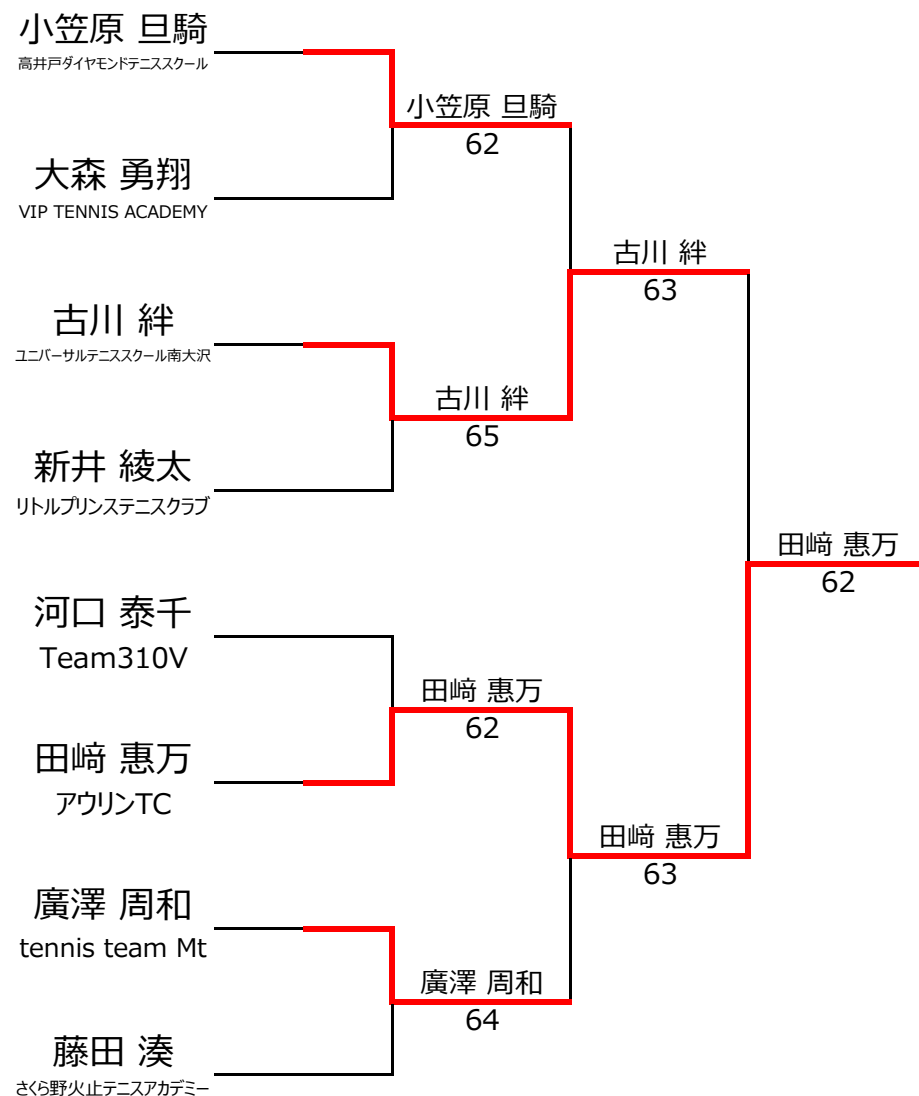 小笠原 旦騎
高井戸ダイヤモンドテニススクール
大森 勇翔
VIP TENNIS ACADEMY
古川 絆
ユニバーサルテニススクール南大沢
新井 綾太
リトルプリンステニスクラブ
河口 泰千
Team310V
田﨑 惠万
アウリンTC
廣澤 周和
tennis team Mt
藤田 湊
さくら野火止テニスアカデミー
小笠原 旦騎
62
古川 絆
65
田﨑 惠万
62
廣澤 周和
64
古川 絆
63
田﨑 惠万
63
田﨑 惠万
62